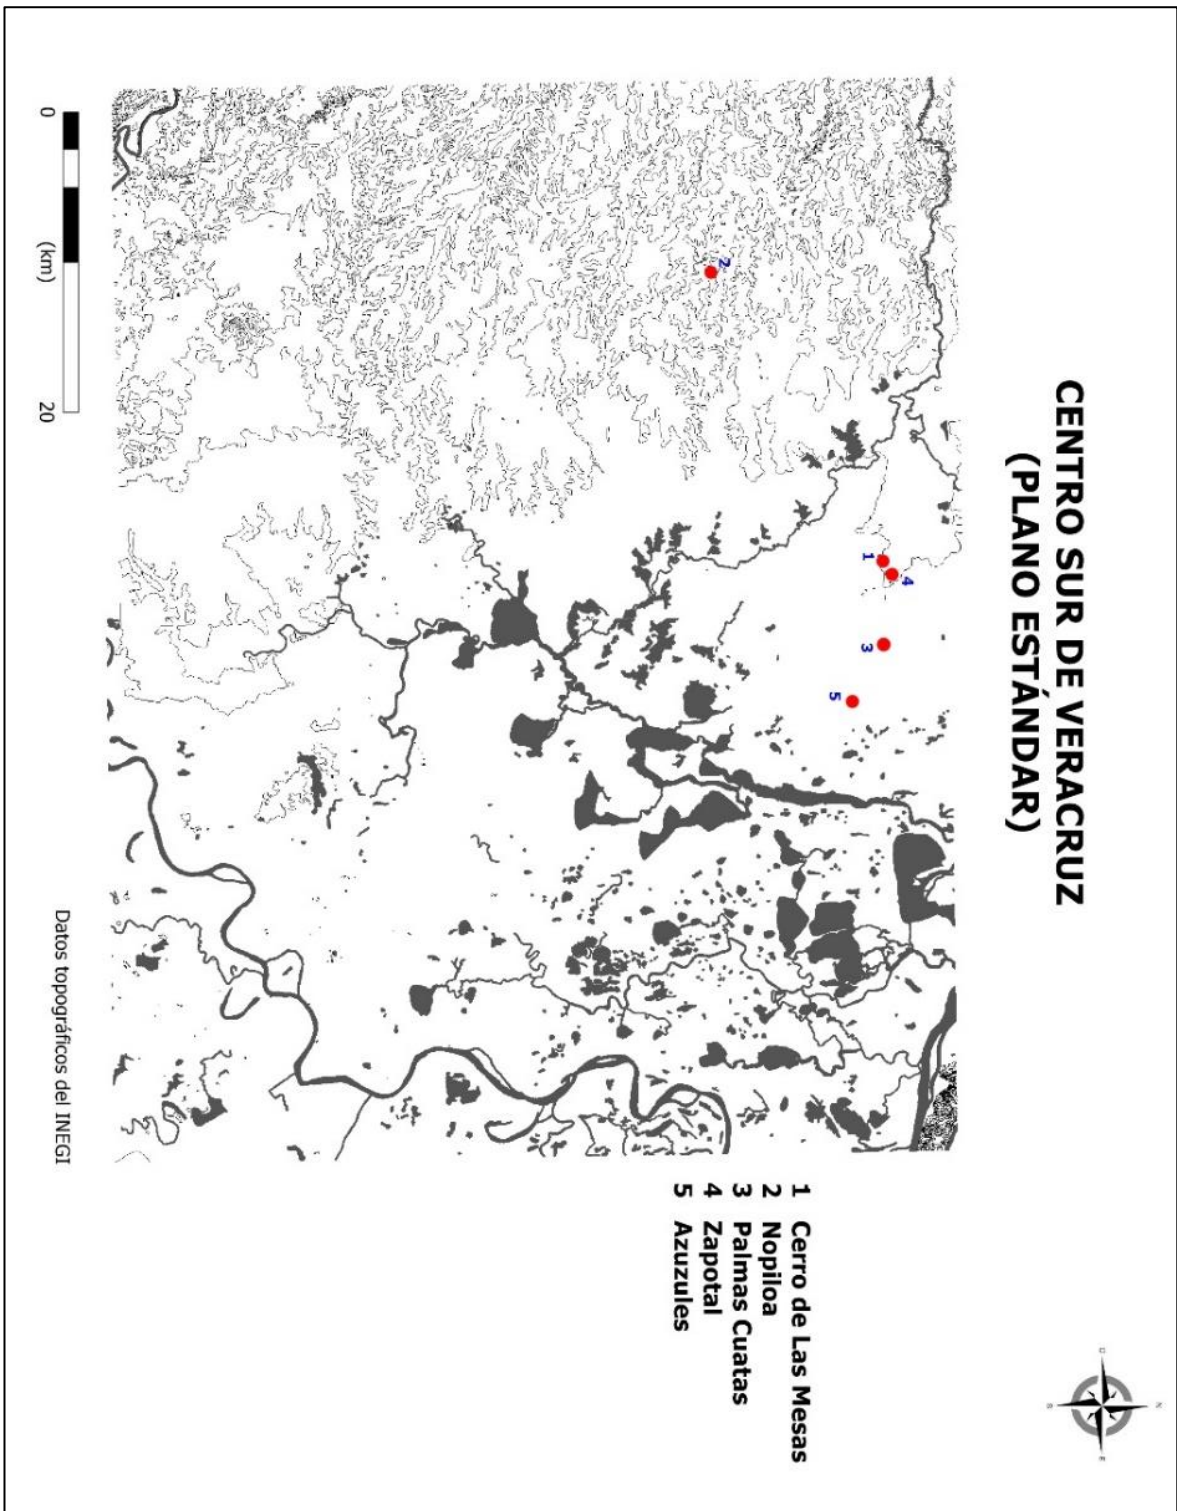 CENTRO SUR DE VERACRUZ
(PLANO ESTÁNDAR)
N
O
E
S
2
1
4
3
5
1 Cerro de Las Mesas
2 Nopiloa
3 Palmas Cuatas
4 Zapotal
5 Azuzules
0 (km) 20
Datos topográficos del INEGI